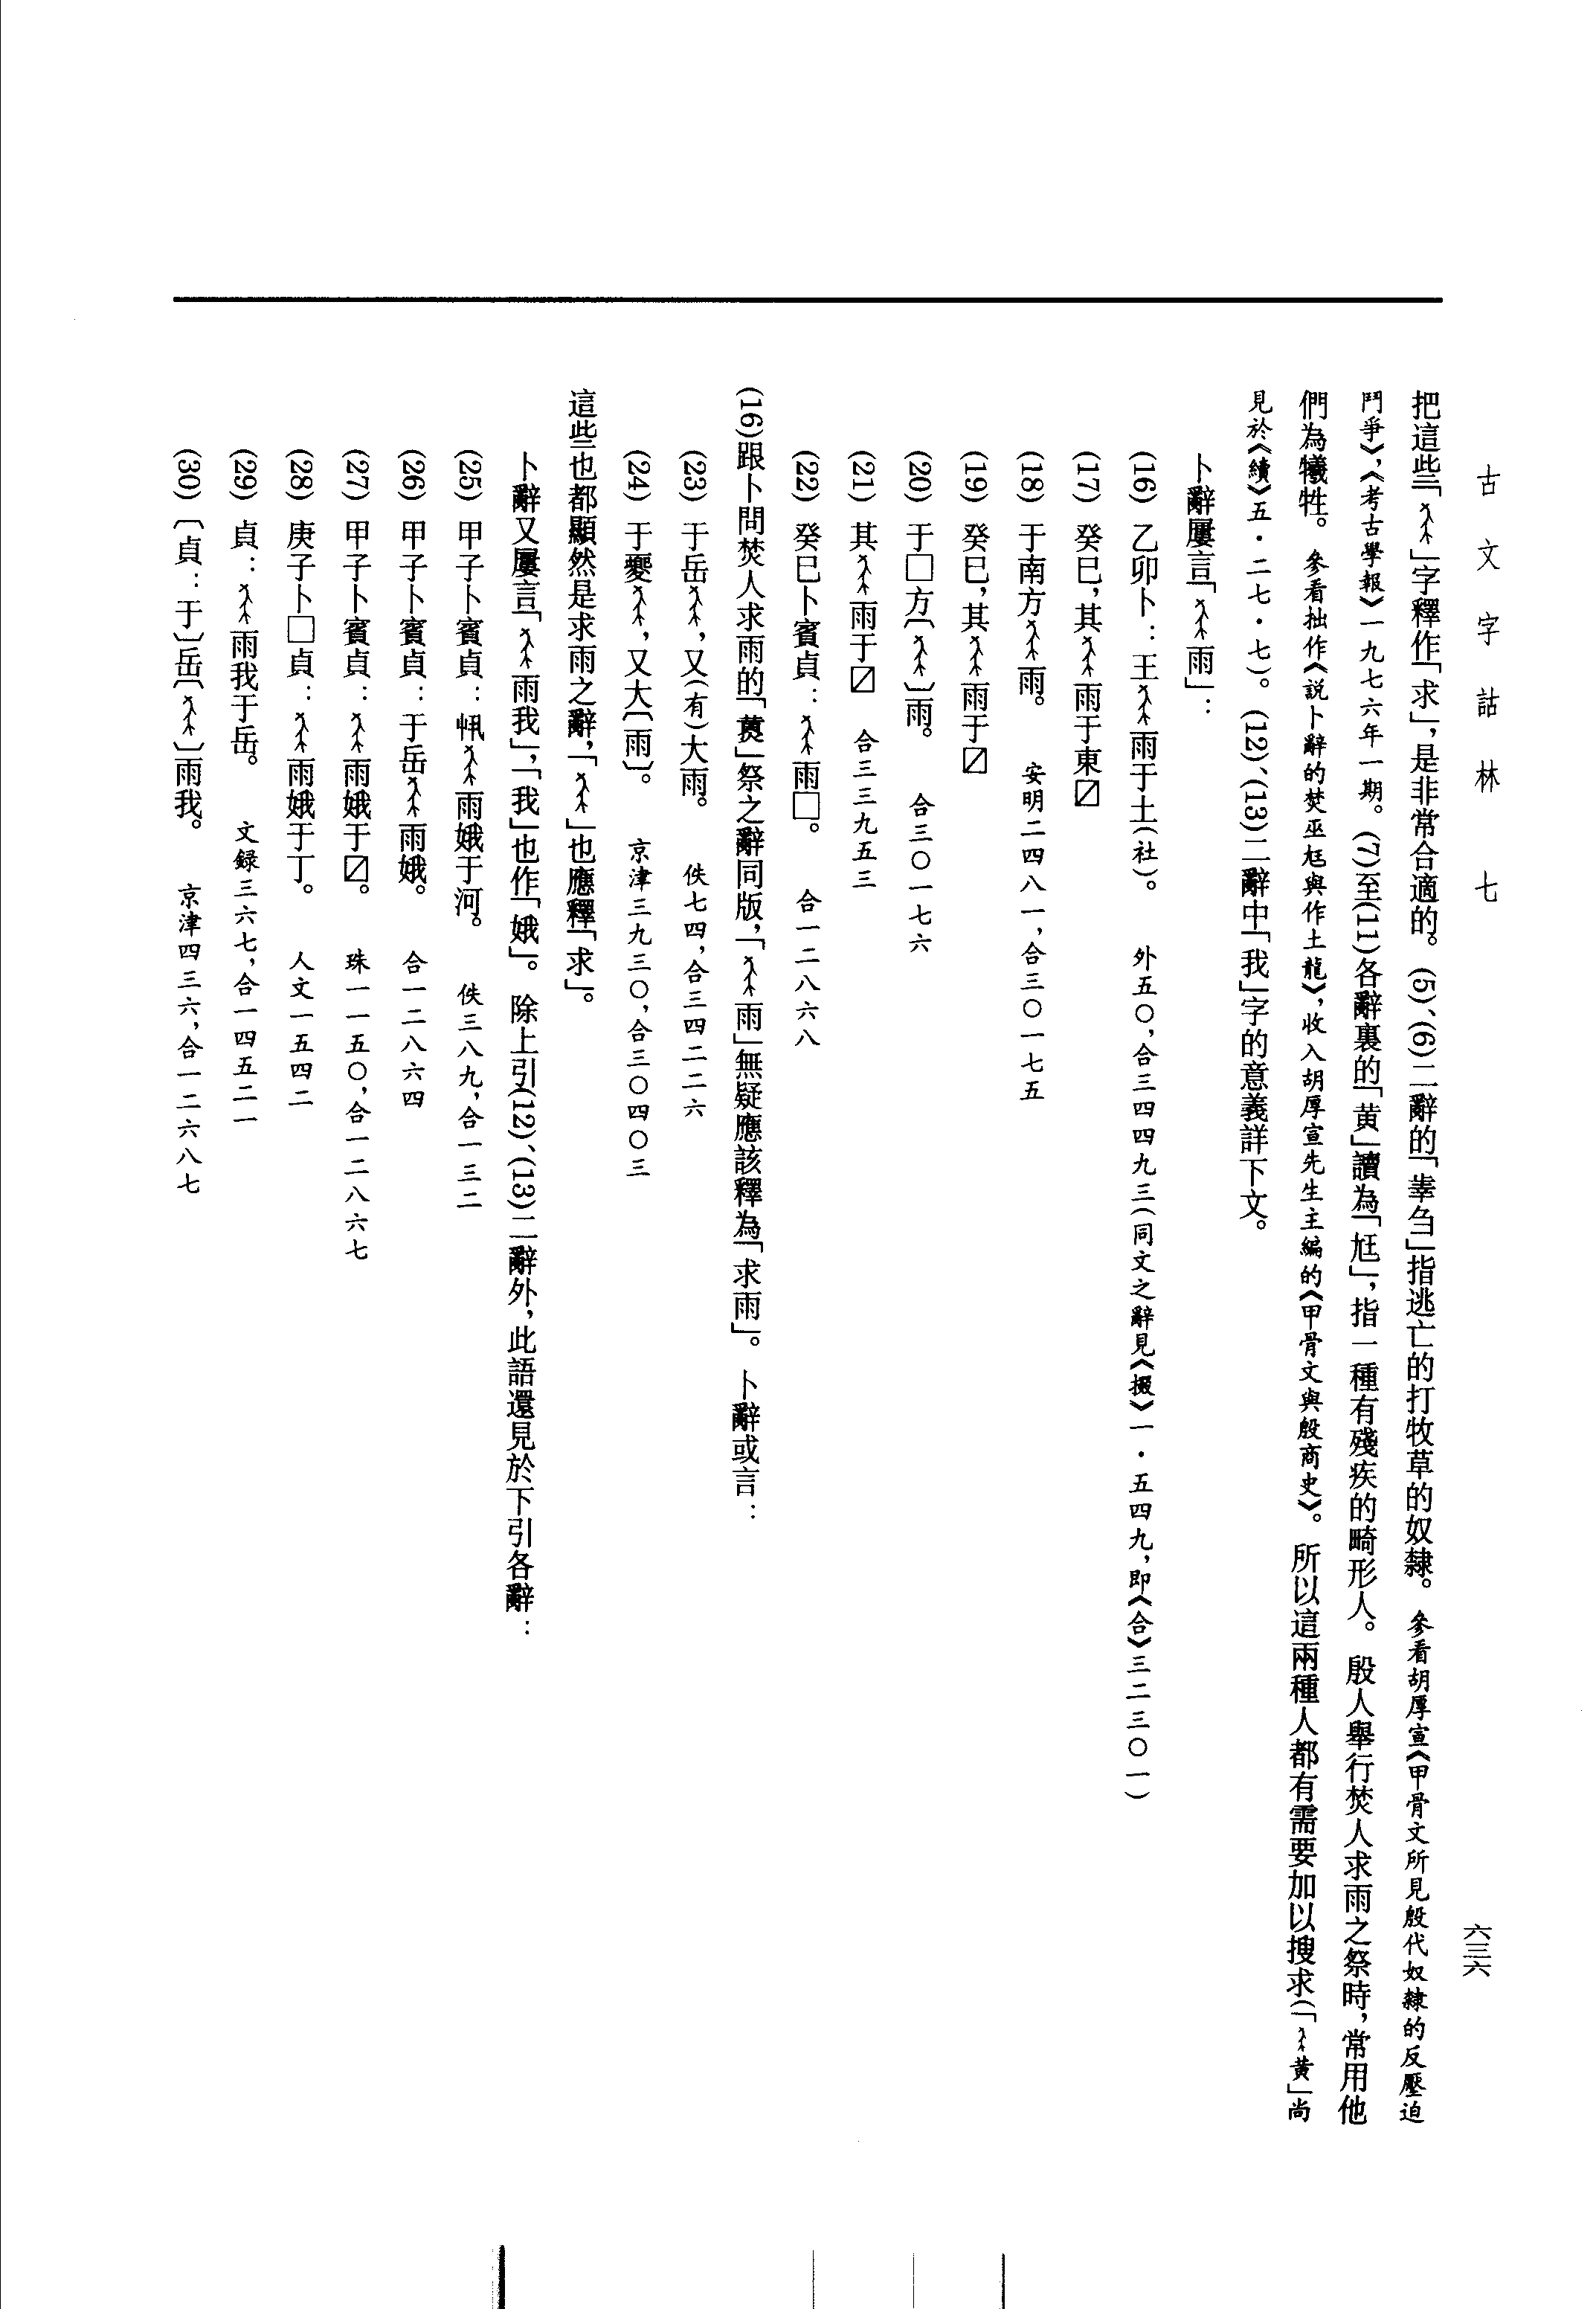 古文字詁林 七
六三六
把這些「」字釋作「求」，是非常合適的。(5)、(6)二辭的「𡴘芻」指逃亡的打牧草的奴隸。參看胡厚宣《甲骨文所見殷代奴隸的反壓迫
鬥爭》，《考古學報》一九七六年一期。(7)至(11)各辭裏的「黄」讀為「尪」，指一種有殘疾的畸形人。殷人舉行焚人求雨之祭時，常用他
們為犧牲。參看拙作《説卜辭的焚巫尪與作土龍》，收入胡厚宣先生主編的《甲骨文與殷商史》。所以這兩種人都有需要加以搜求(「黄」尚
見於《續》五·二七·七)。(12)、(13)二辭中「我」字的意義詳下文。
卜辭屢言「雨」：
(16) 乙卯卜：王雨于土(社)。 外五〇，合三四四九三(同文之辭見《掇》一·五四九，即《合》三二三〇一)
(17) 癸巳，其雨于東☑
(18) 于南方雨。 安明二四八一，合三〇一七五
(19) 癸巳，其雨于☑
(20) 于□方〔〕雨。 合三〇一七六
(21) 其雨于☑ 合三三九五三
(22) 癸巳卜賓貞：雨□。 合一二八六八
(16)跟卜問焚人求雨的「𤆍」祭之辭同版，「雨」無疑應該釋為「求雨」。卜辭或言：
(23) 于岳，又(有)大雨。 佚七四，合三四二二六
(24) 于夒，又大〔雨〕。 京津三九三〇，合三〇四〇三
這些也都顯然是求雨之辭，「」也應釋「求」。
卜辭又屢言「雨我」，「我」也作「娥」。除上引(12)、(13)二辭外，此語還見於下引各辭：
(25) 甲子卜賓貞：雨娥于河。 佚三八九，合一三二
(26) 甲子卜賓貞：于岳雨娥。 合一二八六四
(27) 甲子卜賓貞：雨娥于☑。 珠一一五〇，合一二八六七
(28) 庚子卜□貞：雨娥于丁。 人文一五四二
(29) 貞：雨我于岳。 文録三六七，合一四五二一
(30)〔貞：于〕岳〔〕雨我。 京津四三六，合一二六八七